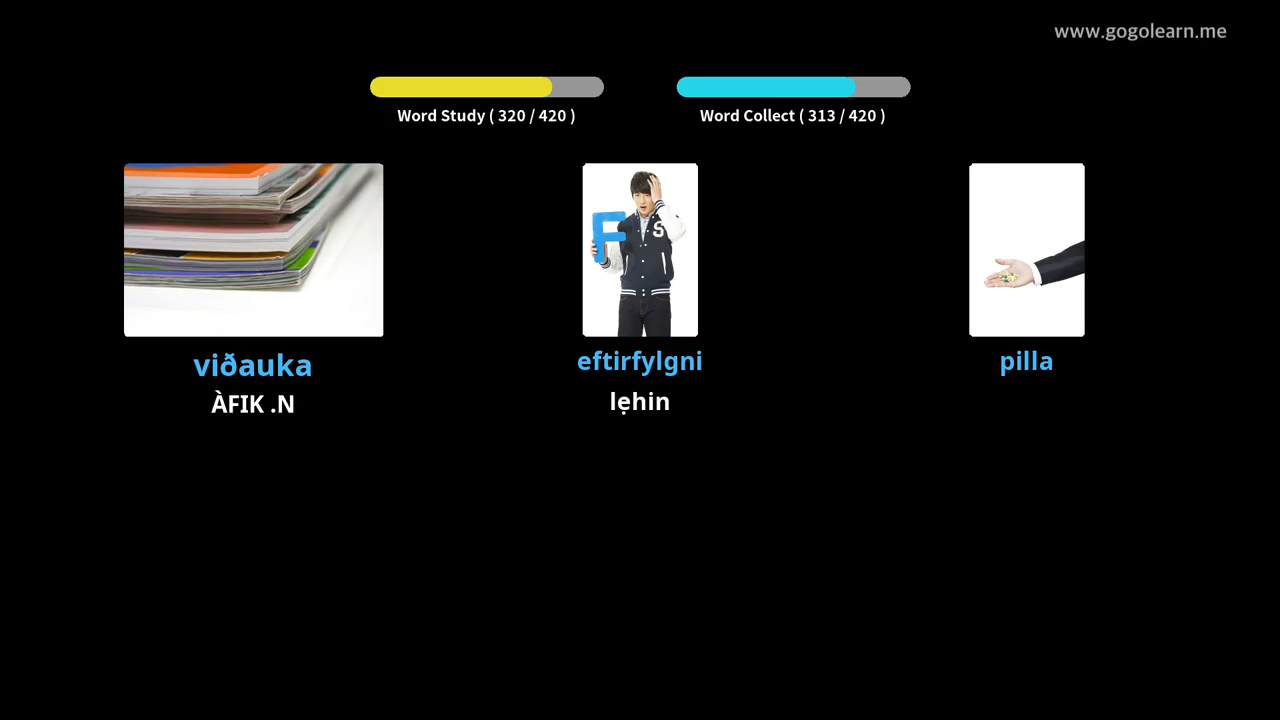 www.gogolearn.me
Word Study ( 320 / 420 )
Word Collect ( 313 / 420 )
F
S
viðauka
ÀFIK .N
eftirfylgni
lẹhin
pilla